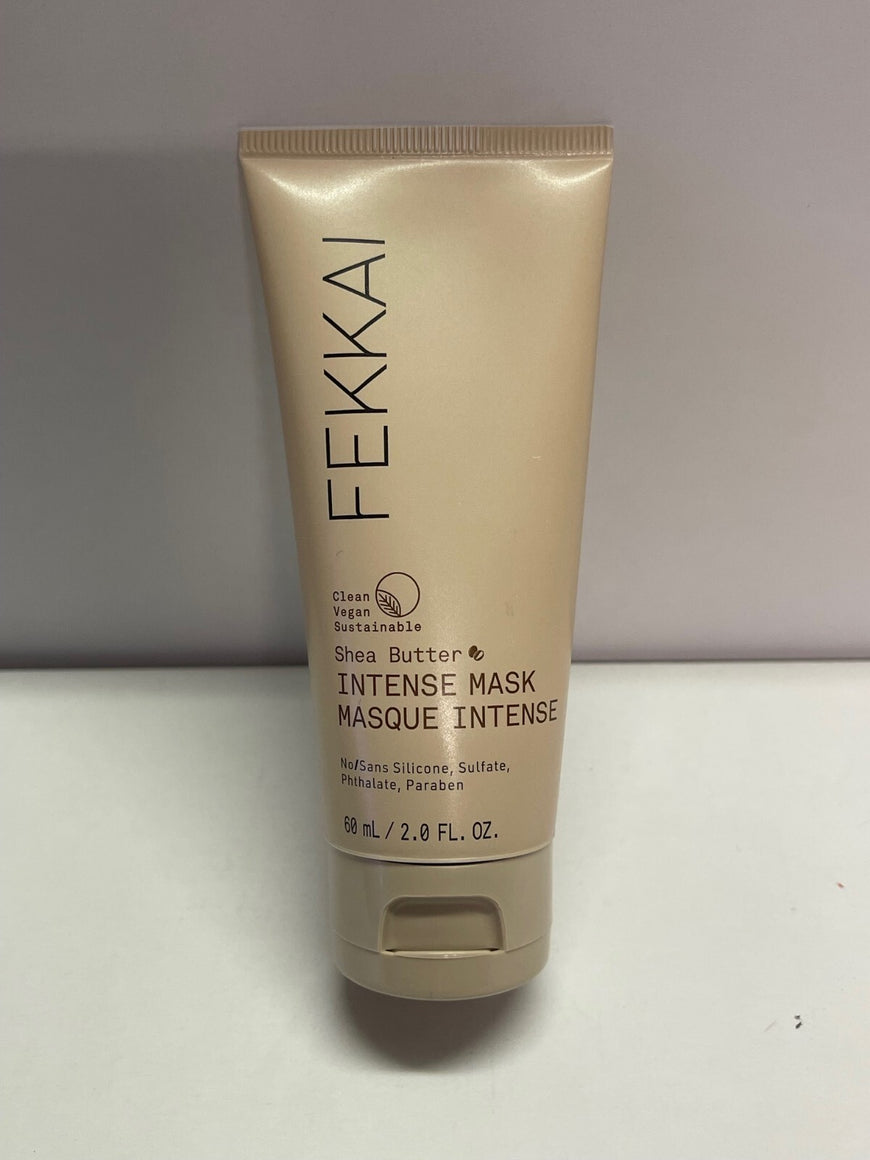 FEKKAI
Clean
Vegan
Sustainable
Shea Butter
INTENSE MASK
MASQUE INTENSE
No/Sans Silicone, Sulfate,
Phthalate, Paraben
60 mL / 2.0 FL. OZ.